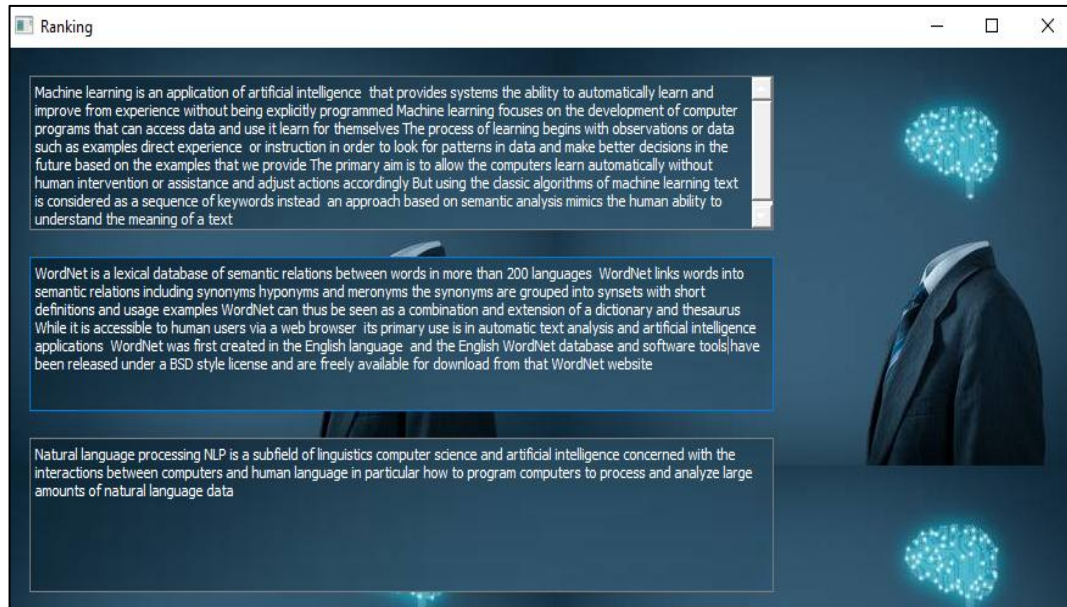 Ranking
Machine learning is an application of artificial intelligence  that provides systems the ability to automatically learn and
improve from experience without being explicitly programmed Machine learning focuses on the development of computer
programs that can access data and use it learn for themselves The process of learning begins with observations or data
such as examples direct experience  or instruction in order to look for patterns in data and make better decisions in the
future based on the examples that we provide The primary aim is to allow the computers learn automatically without
human intervention or assistance and adjust actions accordingly But using the classic algorithms of machine learning text
is considered as a sequence of keywords instead  an approach based on semantic analysis mimics the human ability to
understand the meaning of a text
WordNet is a lexical database of semantic relations between words in more than 200 languages  WordNet links words into
semantic relations including synonyms hyponyms and meronyms the synonyms are grouped into synsets with short
definitions and usage examples WordNet can thus be seen as a combination and extension of a dictionary and thesaurus
While it is accessible to human users via a web browser  its primary use is in automatic text analysis and artificial intelligence
applications  WordNet was first created in the English language  and the English WordNet database and software tools have
been released under a BSD style license and are freely available for download from that WordNet website
Natural language processing NLP is a subfield of linguistics computer science and artificial intelligence concerned with the
interactions between computers and human language in particular how to program computers to process and analyze large
amounts of natural language data